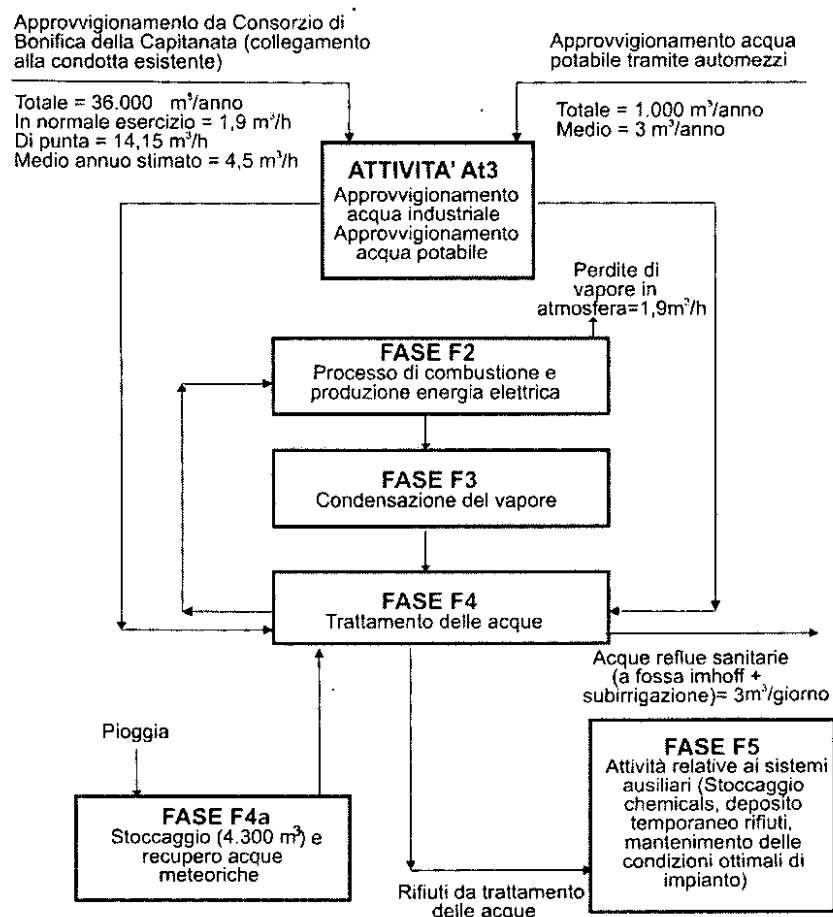 Approvvigionamento da Consorzio di
Bonifica della Capitanata (collegamento
alla condotta esistente)
Approvvigionamento acqua
potabile tramite automezzi
Totale = 36.000 m³/anno
In normale esercizio = 1,9 m³/h
Di punta = 14,15 m³/h
Medio annuo stimato = 4,5 m³/h
Totale = 1.000 m³/anno
Medio = 3 m³/anno
ATTIVITA' At3
Approvvigionamento
acqua industriale
Approvvigionamento
acqua potabile
Perdite di
vapore in
atmosfera=1,9m³/h
FASE F2
Processo di combustione e
produzione energia elettrica
FASE F3
Condensazione del vapore
FASE F4
Trattamento delle acque
Acque reflue sanitarie
(a fossa imhoff +
subirrigazione)= 3m³/giorno
Pioggia
FASE F4a
Stoccaggio (4.300 m³) e
recupero acque
meteoriche
FASE F5
Attività relative ai sistemi
ausiliari (Stoccaggio
chemicals, deposito
temporaneo rifiuti,
mantenimento delle
condizioni ottimali di
impianto)
Rifiuti da trattamento
delle acque